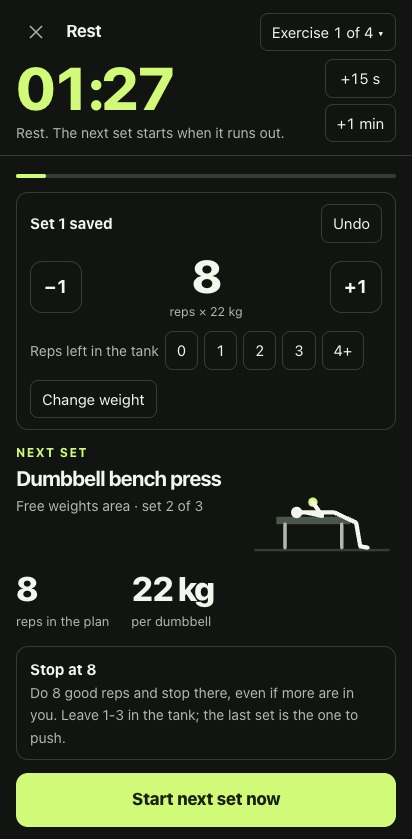 Rest
Exercise 1 of 4 ▾
01:27
+15 s
Rest. The next set starts when it runs out.
+1 min
Set 1 saved
Undo
−1
8
+1
reps × 22 kg
Reps left in the tank
0
1
2
3
4+
Change weight
NEXT SET
Dumbbell bench press
Free weights area · set 2 of 3
8
22 kg
reps in the plan
per dumbbell
Stop at 8
Do 8 good reps and stop there, even if more are in
you. Leave 1-3 in the tank; the last set is the one to
push.
Start next set now